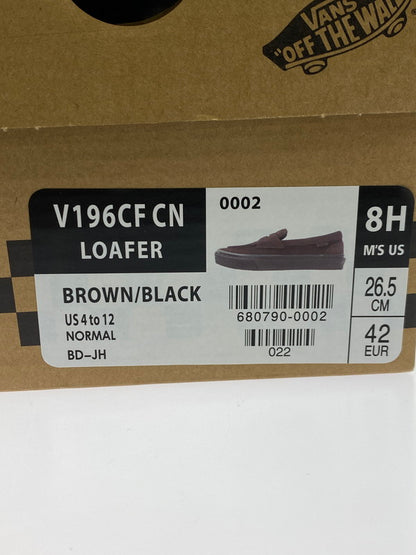 VANS
"OFF THE WALL"
V196CF CN
LOAFER
0002
8H
M'S US
BROWN/BLACK
US 4 to 12
NORMAL
BD-JH
680790-0002
022
26.5
CM
42
EUR